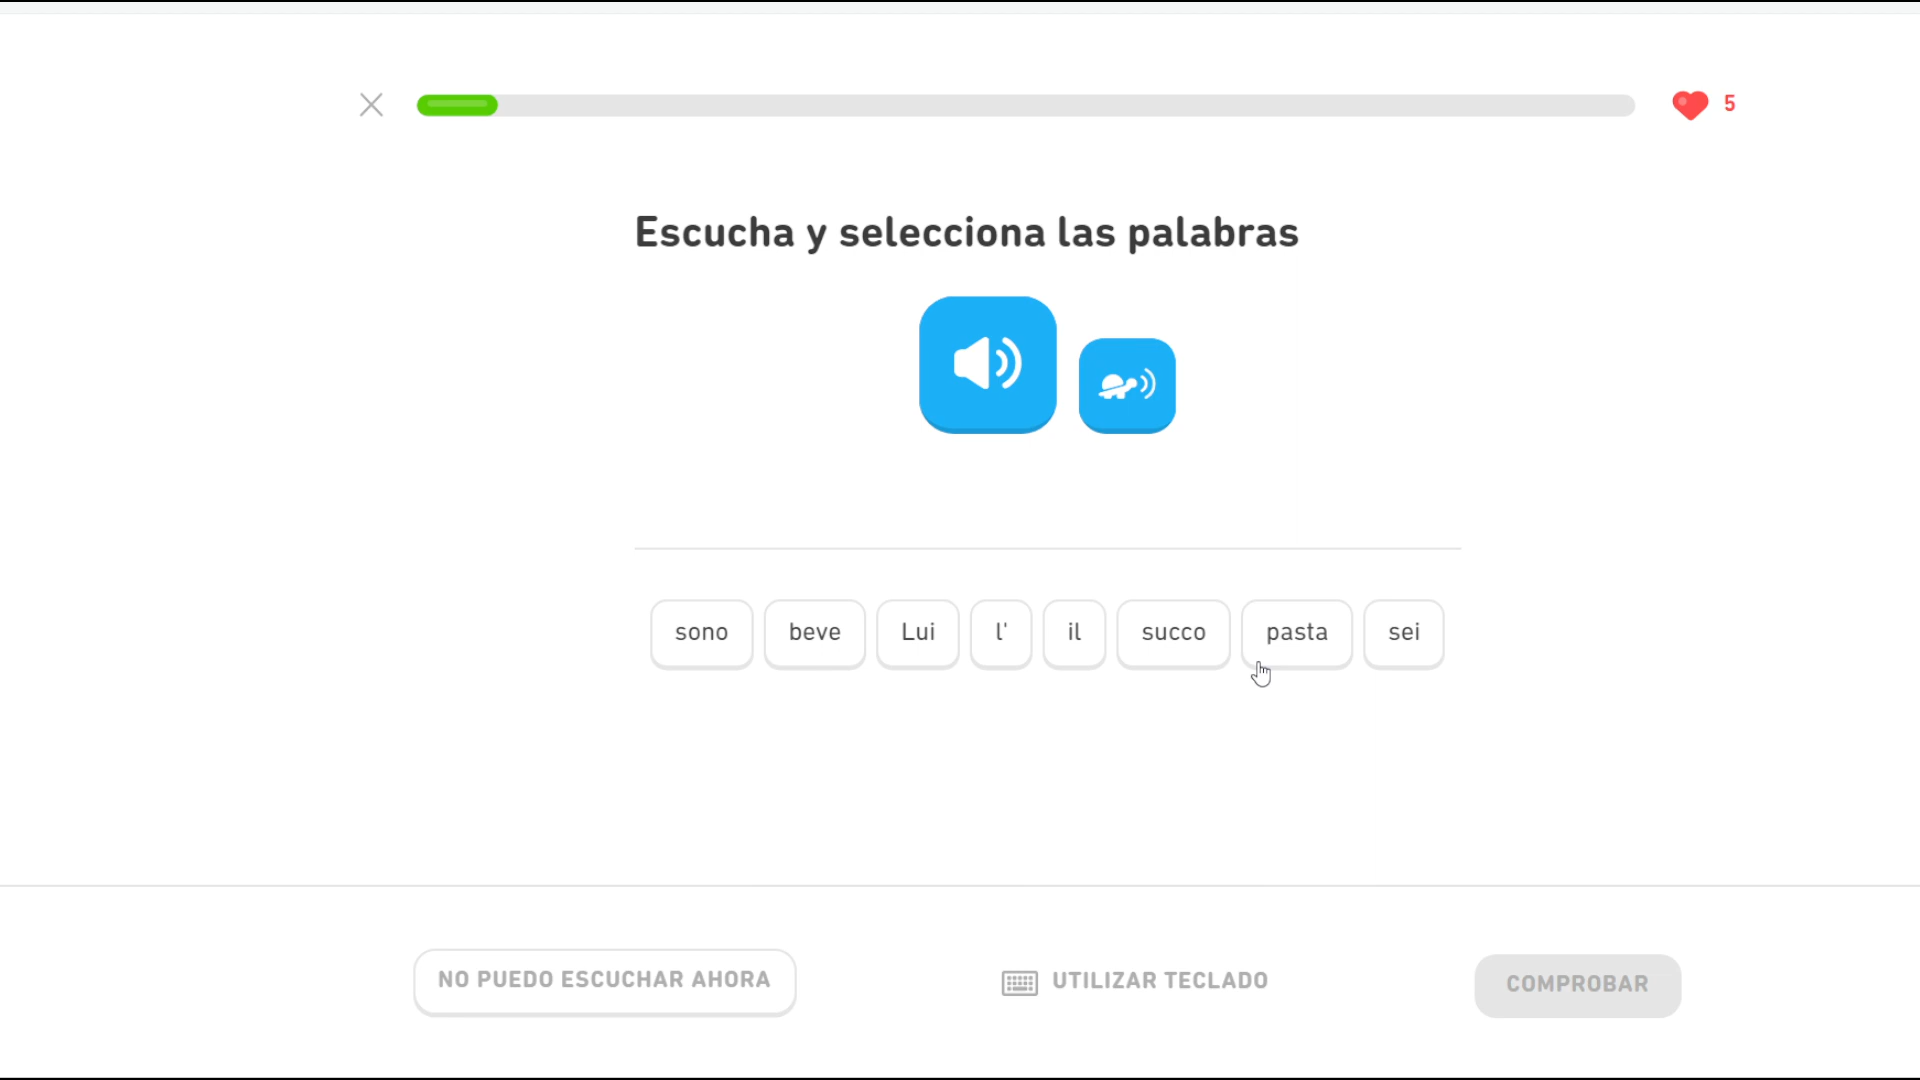 5
Escucha y selecciona las palabras
sono beve Lui l' il succo pasta sei
NO PUEDO ESCUCHAR AHORA UTILIZAR TECLADO COMPROBAR